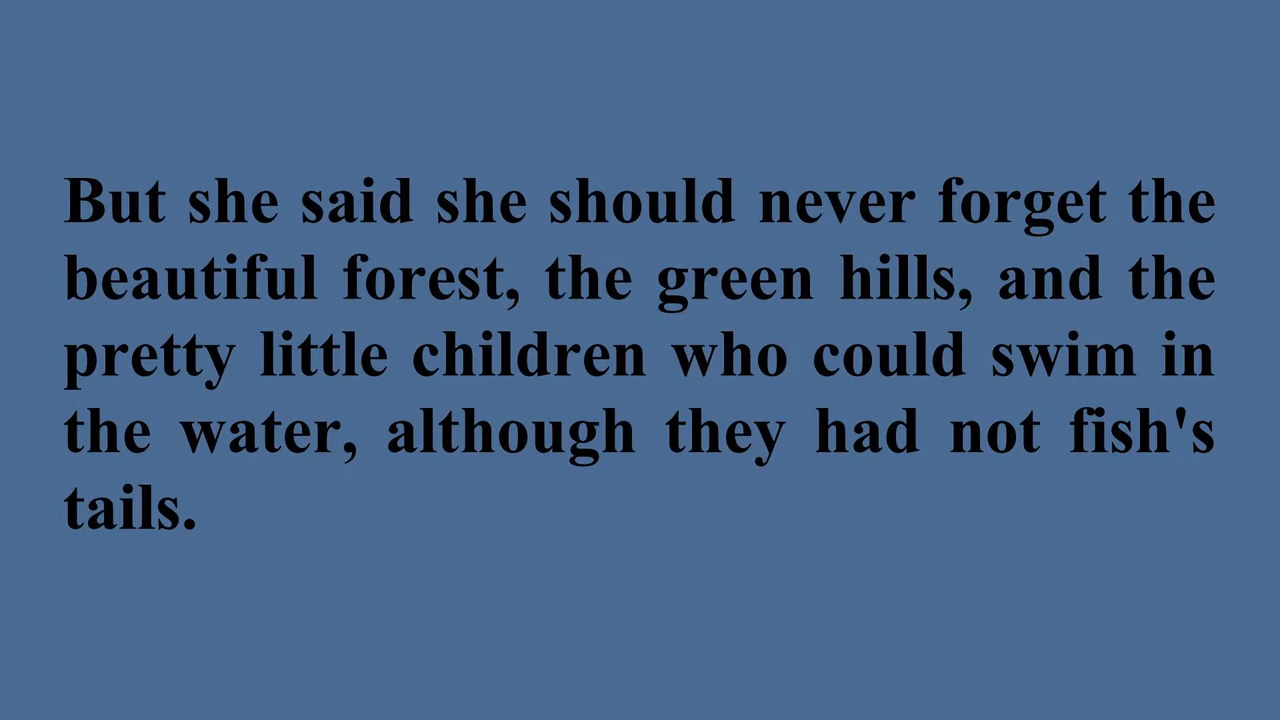 But she said she should never forget the
beautiful forest, the green hills, and the
pretty little children who could swim in
the water, although they had not fish's
tails.